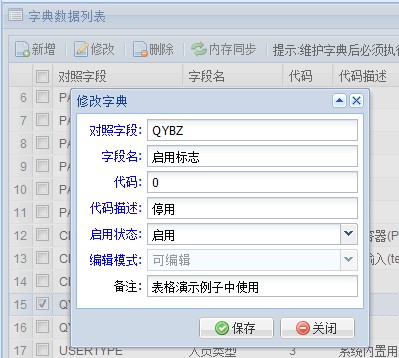 字典数据列表
新增 修改 删除 内存同步 提示:维护字典后必须执行
对照字段 字段名 代码 代码描述
6 PA
7 PA
8 PA
9 PA
10 PA
11 PA
12 CI
13 CI
14 CI
15 QY
16 QY
17 USERTYPE 人员类型 3 系统内置用
修改字典
对照字段: QYBZ
字段名: 启用标志
代码: 0
代码描述: 停用
启用状态: 启用
编辑模式: 可编辑
备注: 表格演示例子中使用
保存 关闭